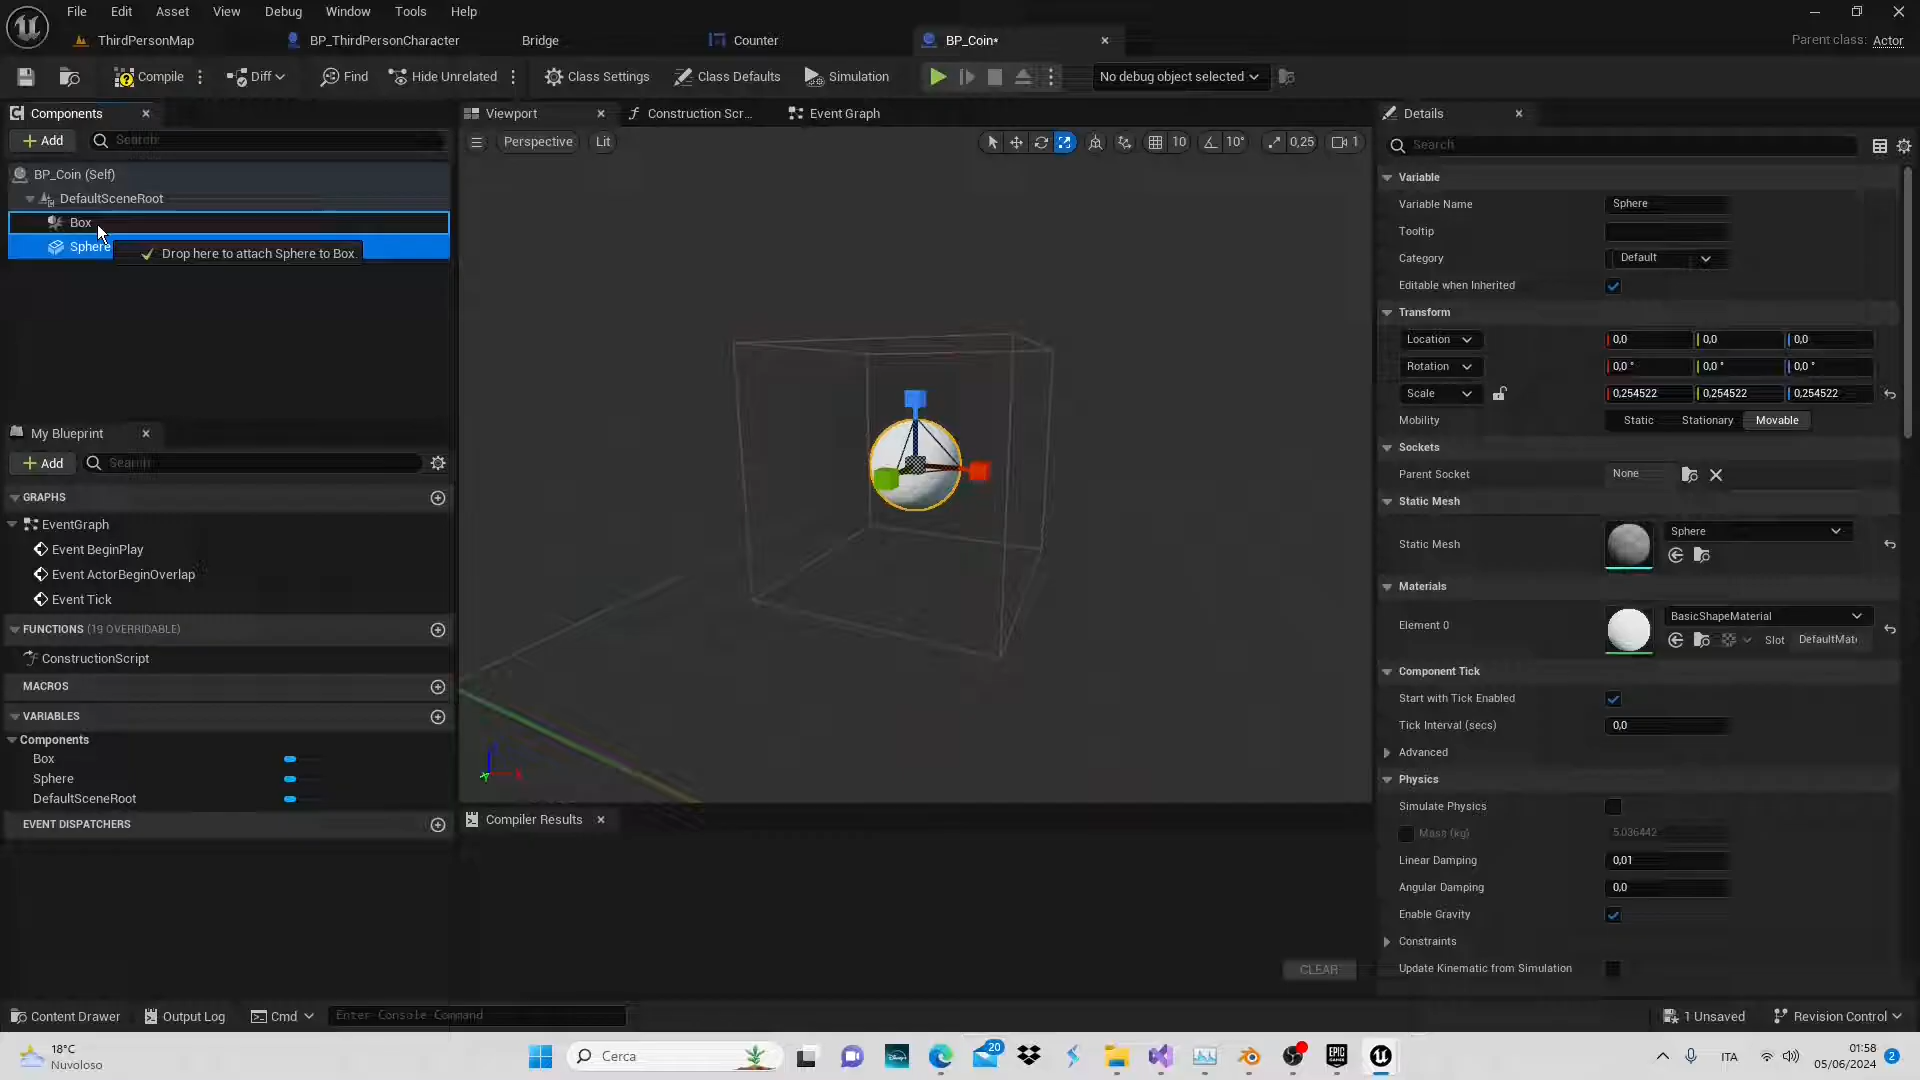 File Edit Asset View Debug Window Tools Help
ThirdPersonMap BP_ThirdPersonCharacter Bridge Counter BP_Coin* Parent class: Actor
Compile Diff Find Hide Unrelated Class Settings Class Defaults Simulation No debug object selected
Components Viewport Construction Scr... Event Graph Details
Add Search Perspective Lit 10 10° 0,25 1 Search
BP_Coin (Self)
DefaultSceneRoot
Box
Sphere
Drop here to attach Sphere to Box.
My Blueprint
Add Search
GRAPHS
EventGraph
Event BeginPlay
Event ActorBeginOverlap
Event Tick
FUNCTIONS (19 OVERRIDABLE)
ConstructionScript
MACROS
VARIABLES
Components
Box
Sphere
DefaultSceneRoot
EVENT DISPATCHERS
Compiler Results
CLEAR
Variable
Variable Name Sphere
Tooltip
Category Default
Editable when Inherited
Transform
Location 0,0 0,0 0,0
Rotation 0,0 ° 0,0 ° 0,0 °
Scale 0,254522 0,254522 0,254522
Mobility Static Stationary Movable
Sockets
Parent Socket None
Static Mesh
Static Mesh Sphere
Materials
Element 0 BasicShapeMaterial
Slot DefaultMat
Component Tick
Start with Tick Enabled
Tick Interval (secs) 0,0
Advanced
Physics
Simulate Physics
Mass (kg) 5.036442
Linear Damping 0,01
Angular Damping 0,0
Enable Gravity
Constraints
Update Kinematic from Simulation
Content Drawer Output Log Cmd Enter Console Command 1 Unsaved Revision Control
18°C
Nuvoloso
Cerca
20
EPIC GAMES
ITA
01:58
05/06/2024
2